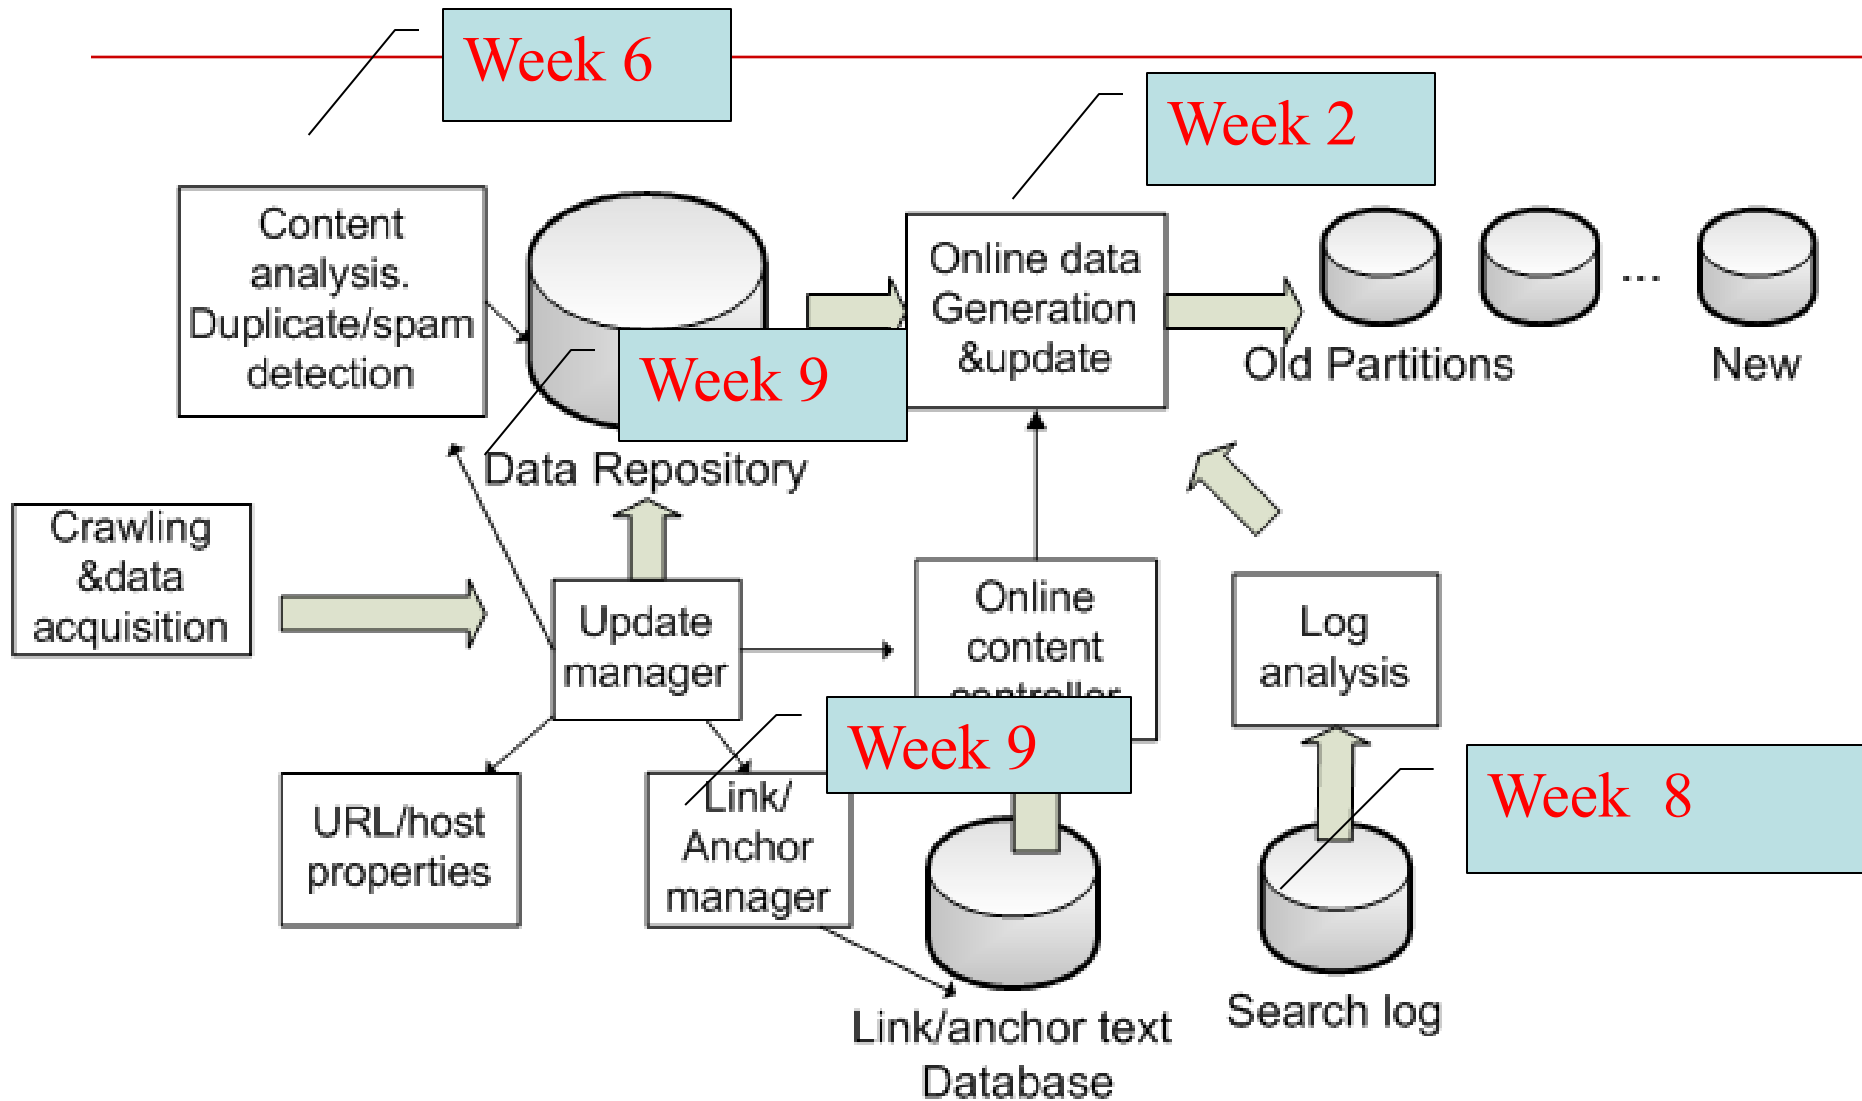 Week 6
Week 2
Content
analysis.
Duplicate/spam
detection
Online data
Generation
&update
Old Partitions
...
New
Week 9
Data Repository
Crawling
&data
acquisition
Update
manager
Online
content
controller
Log
analysis
Week 9
Week 8
URL/host
properties
Link/
Anchor
manager
Link/anchor text
Database
Search log